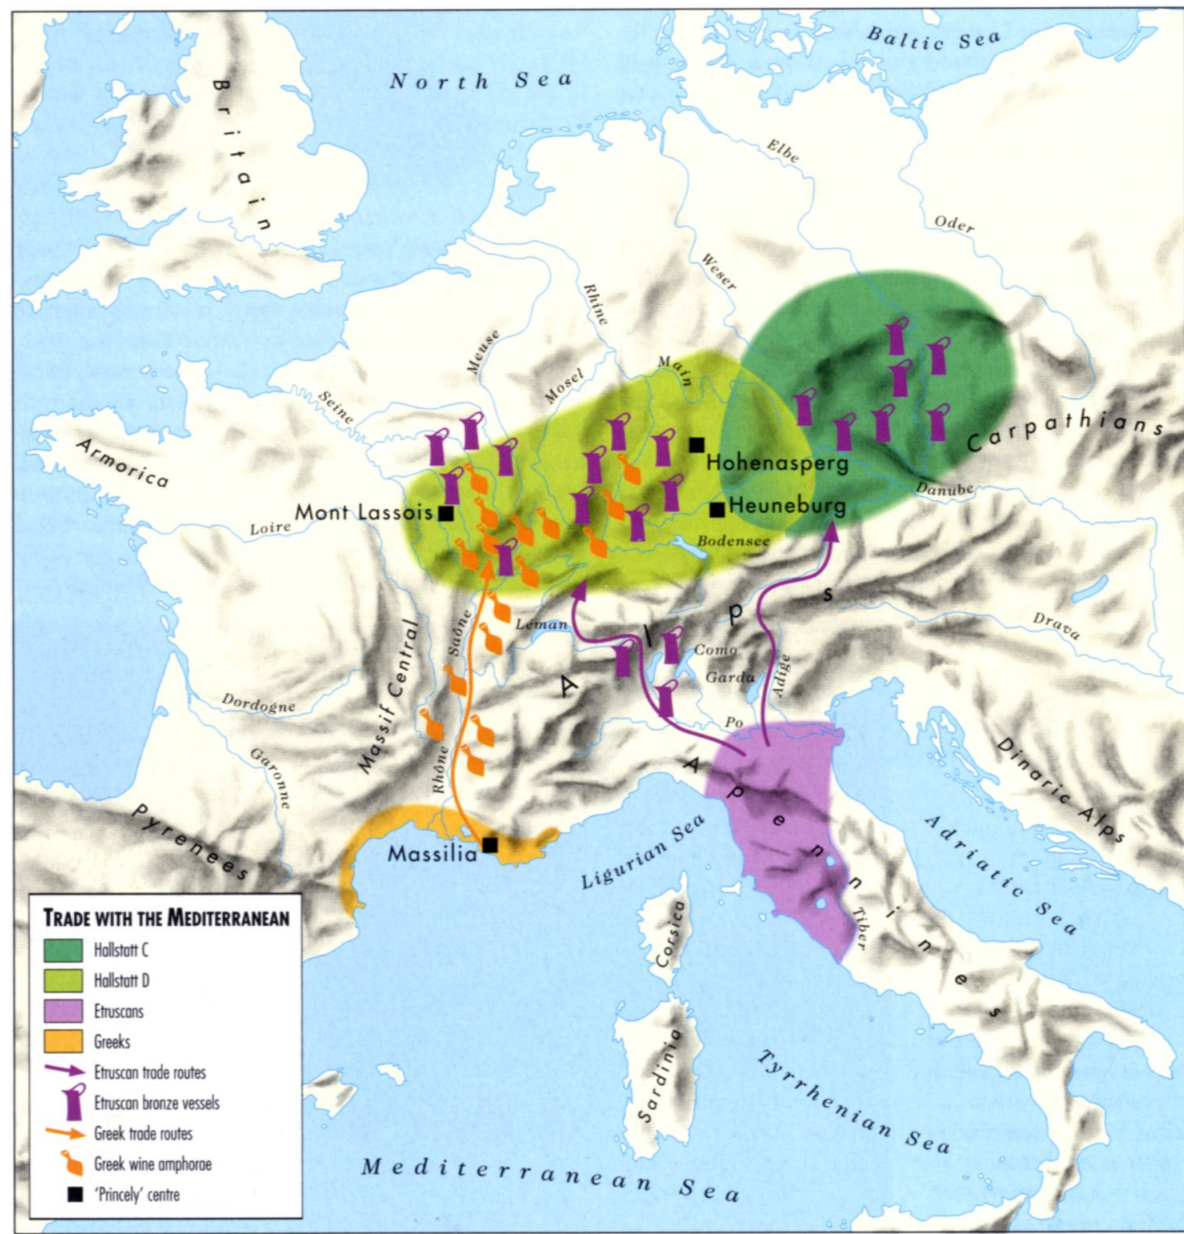 Baltic Sea
North Sea
Britain
Elbe
Oder
Weser
Rhine
Meuse
Mosel
Main
Seine
Armorica
Carpathians
Hohenasperg
Danube
Mont Lassois
Heuneburg
Loire
Bodensee
Alps
Saône
Leman
Drava
Como
Garda
Adige
Massif Central
Dordogne
Po
Garonne
Rhône
Dinaric Alps
Apennines
Pyrenees
Massilia
Ligurian Sea
Adriatic Sea
Tiber
Corsica
Sardinia
Tyrrhenian Sea
Mediterranean Sea
TRADE WITH THE MEDITERRANEAN
Hallstatt C
Hallstatt D
Etruscans
Greeks
Etruscan trade routes
Etruscan bronze vessels
Greek trade routes
Greek wine amphorae
'Princely' centre